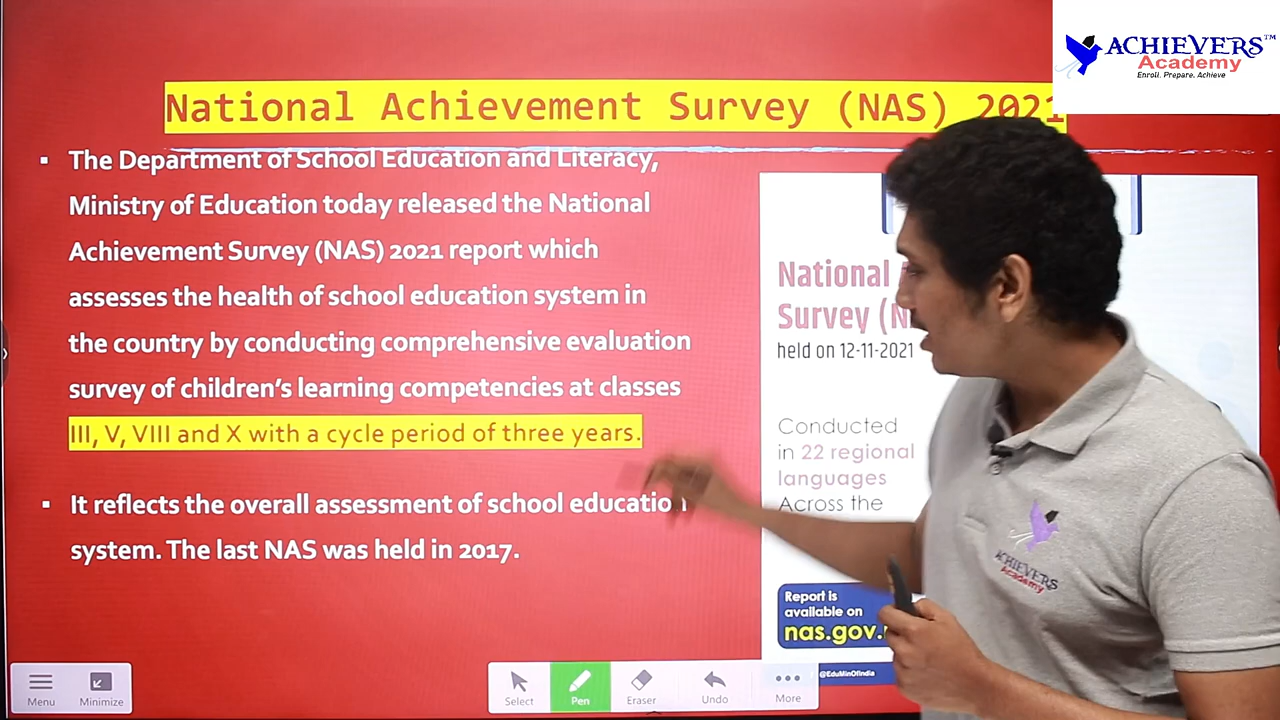 ACHIEVERS™
Academy
Enroll. Prepare. Achieve
National Achievement Survey (NAS) 2021
▪ The Department of School Education and Literacy,
Ministry of Education today released the National
Achievement Survey (NAS) 2021 report which
assesses the health of school education system in
the country by conducting comprehensive evaluation
survey of children's learning competencies at classes
III, V, VIII and X with a cycle period of three years.
▪ It reflects the overall assessment of school education
system. The last NAS was held in 2017.
National
Survey (N
held on 12-11-2021
Conducted
in 22 regional
languages
Across the
Report is
available on
nas.gov.
@EduMinOfIndia
ACHIEVERS
Academy
Menu
Minimize
Select
Pen
Eraser
Undo
More